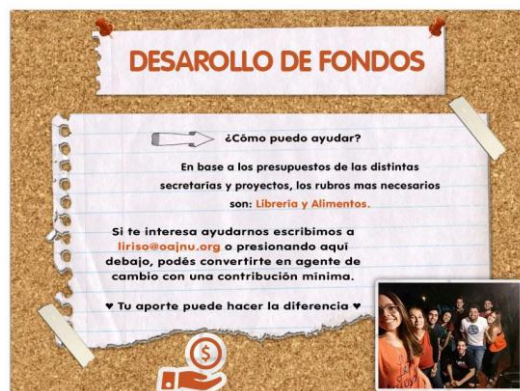 DESAROLLO DE FONDOS
¿Cómo puedo ayudar?
En base a los presupuestos de las distintas
secretarías y proyectos, los rubros mas necesarios
son: Librería y Alimentos.
Si te interesa ayudarnos escribimos a
liriso@oajnu.org o presionando aquí
debajo, podés convertirte en agente de
cambio con una contribución mínima.
♥ Tu aporte puede hacer la diferencia ♥
$